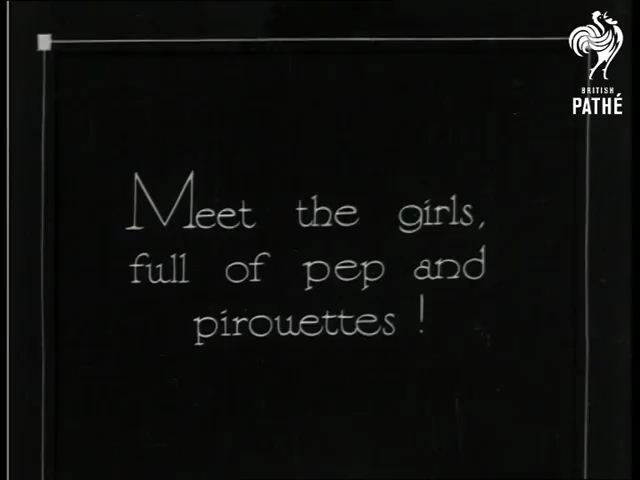 BRITISH
PATHÉ
Meet the girls,
full of pep and
pirouettes !